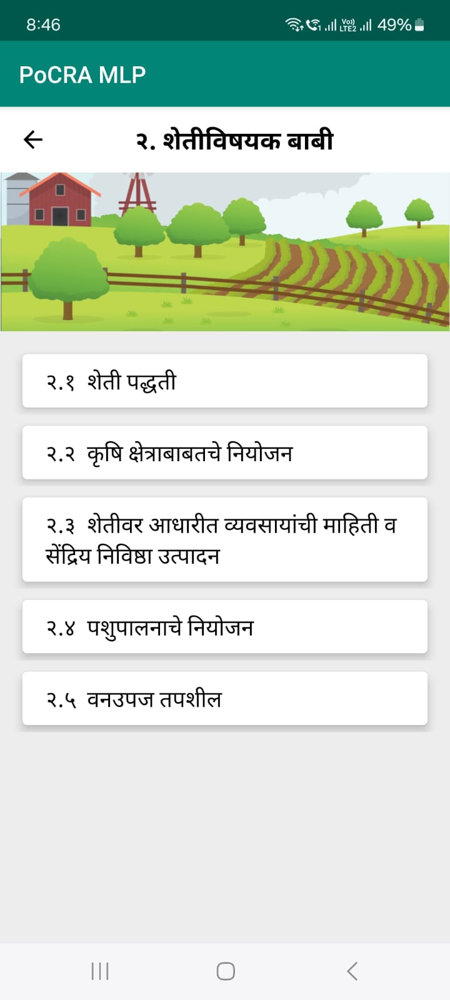 8:46
Vo))
LTE2
49%
PoCRA MLP
२. शेतीविषयक बाबी
२.१ शेती पद्धती
२.२ कृषि क्षेत्राबाबतचे नियोजन
२.३ शेतीवर आधारीत व्यवसायांची माहिती व
सेंद्रिय निविष्ठा उत्पादन
२.४ पशुपालनाचे नियोजन
२.५ वनउपज तपशील